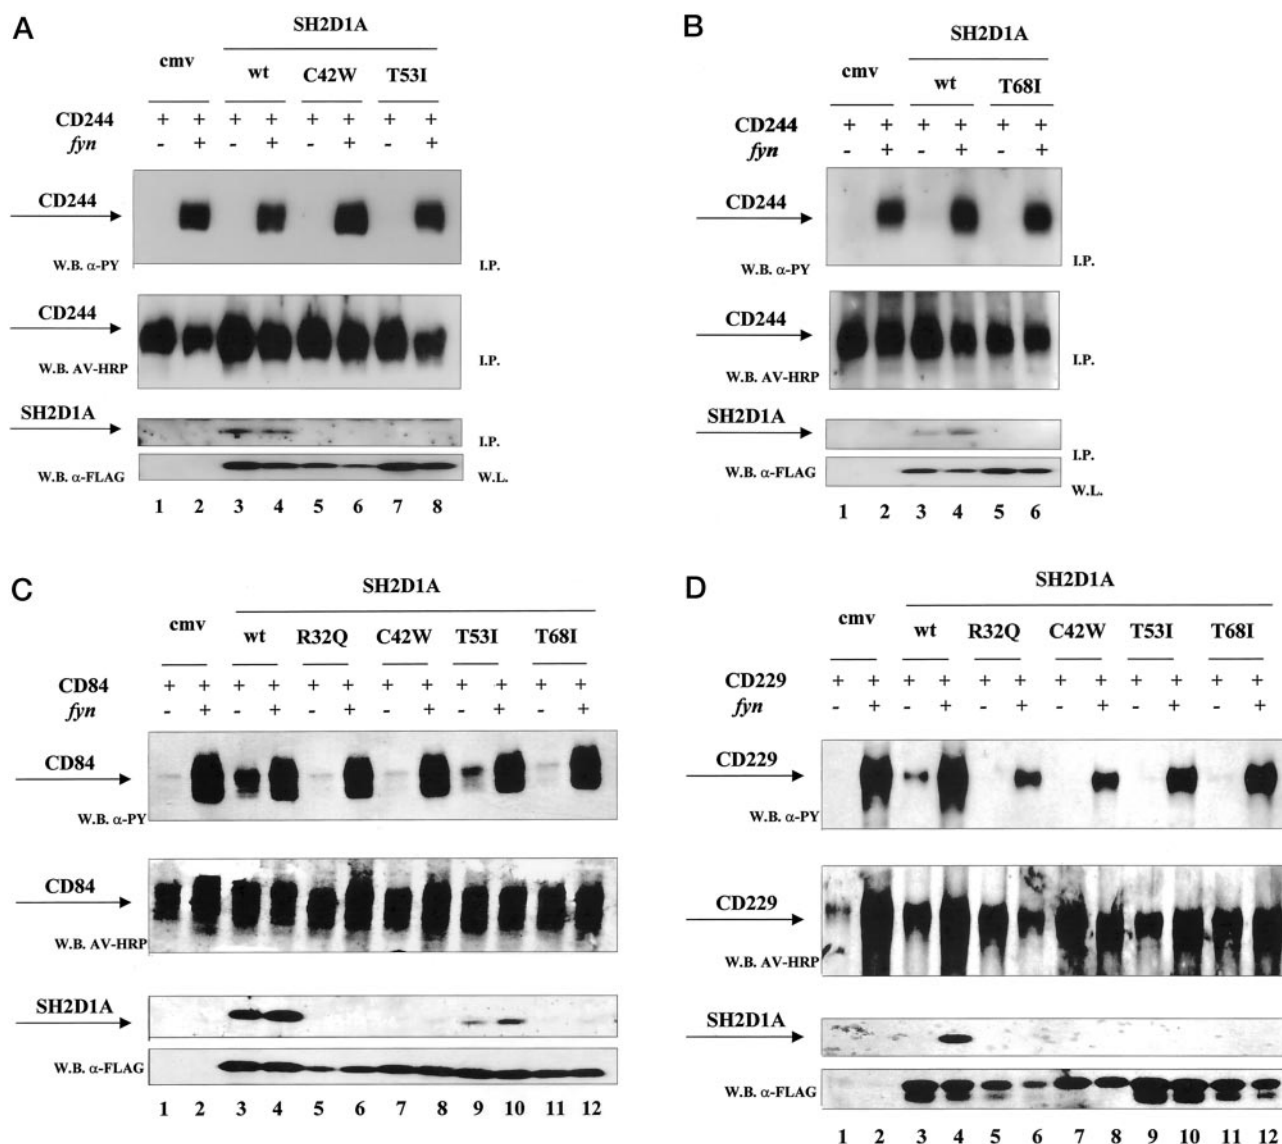 A
SH2D1A
cmv wt C42W T53I
CD244 + + + + + + + +
fyn - + - + - + - +
CD244
W.B. α-PY I.P.
CD244
W.B. AV-HRP I.P.
SH2D1A
I.P.
W.B. α-FLAG W.L.
1 2 3 4 5 6 7 8
B
SH2D1A
cmv wt T68I
CD244 + + + + + +
fyn - + - + - +
CD244
W.B. α-PY I.P.
CD244
W.B. AV-HRP I.P.
SH2D1A
I.P.
W.B. α-FLAG W.L.
1 2 3 4 5 6
C
SH2D1A
cmv wt R32Q C42W T53I T68I
CD84 + + + + + + + + + + + +
fyn - + - + - + - + - + - +
CD84
W.B. α-PY
CD84
W.B. AV-HRP
SH2D1A
W.B. α-FLAG
1 2 3 4 5 6 7 8 9 10 11 12
D
SH2D1A
cmv wt R32Q C42W T53I T68I
CD229 + + + + + + + + + + + +
fyn - + - + - + - + - + - +
CD229
W.B. α-PY
CD229
W.B. AV-HRP
SH2D1A
W.B. α-FLAG
1 2 3 4 5 6 7 8 9 10 11 12